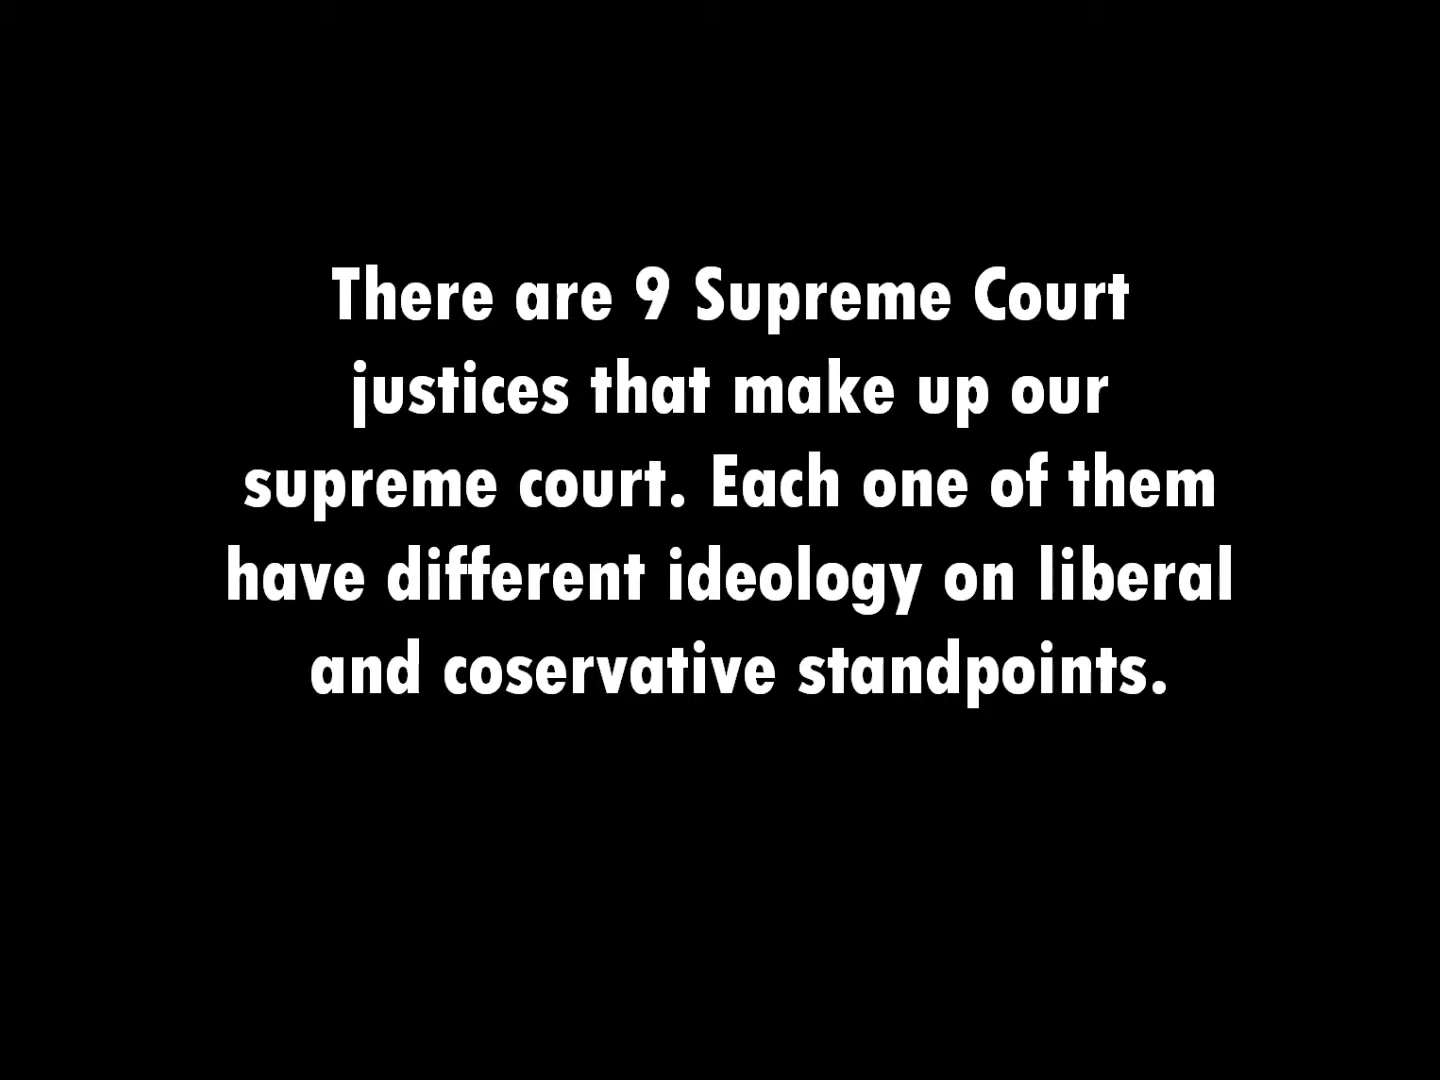 There are 9 Supreme Court
justices that make up our
supreme court. Each one of them
have different ideology on liberal
and coservative standpoints.